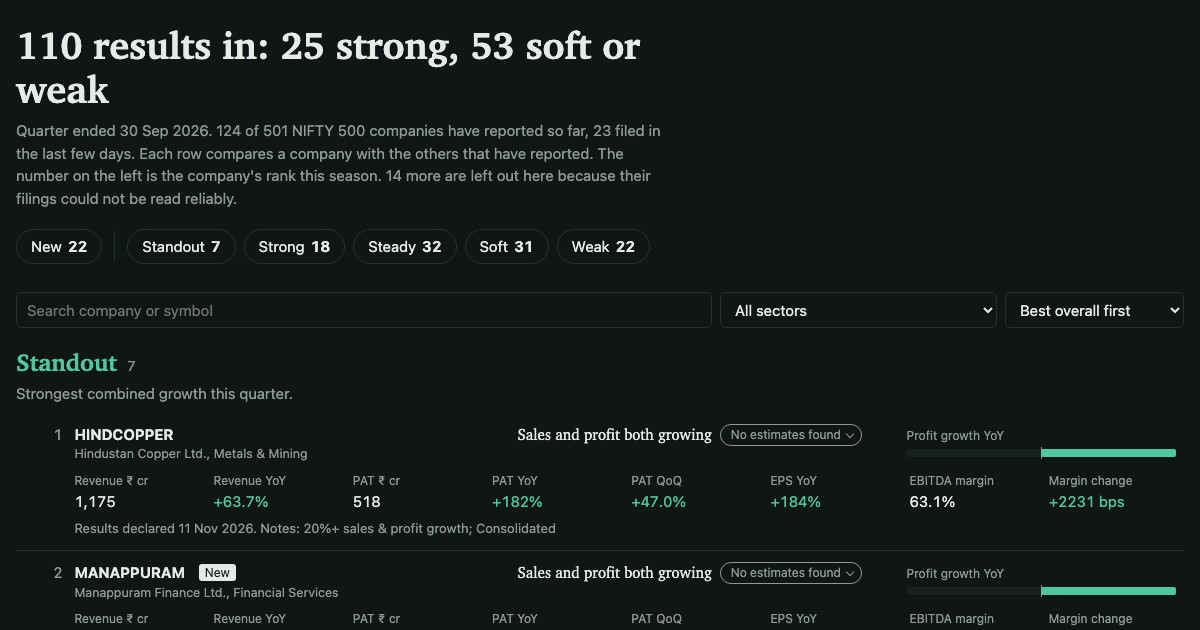 110 results in: 25 strong, 53 soft or
weak
Quarter ended 30 Sep 2026. 124 of 501 NIFTY 500 companies have reported so far, 23 filed in
the last few days. Each row compares a company with the others that have reported. The
number on the left is the company's rank this season. 14 more are left out here because their
filings could not be read reliably.
New 22 Standout 7 Strong 18 Steady 32 Soft 31 Weak 22
Search company or symbol All sectors Best overall first
Standout 7
Strongest combined growth this quarter.
1 HINDCOPPER Sales and profit both growing No estimates found Profit growth YoY
Hindustan Copper Ltd., Metals & Mining
Revenue ₹ cr Revenue YoY PAT ₹ cr PAT YoY PAT QoQ EPS YoY EBITDA margin Margin change
1,175 +63.7% 518 +182% +47.0% +184% 63.1% +2231 bps
Results declared 11 Nov 2026. Notes: 20%+ sales & profit growth; Consolidated
2 MANAPPURAM New Sales and profit both growing No estimates found Profit growth YoY
Manappuram Finance Ltd., Financial Services
Revenue ₹ cr Revenue YoY PAT ₹ cr PAT YoY PAT QoQ EPS YoY EBITDA margin Margin change